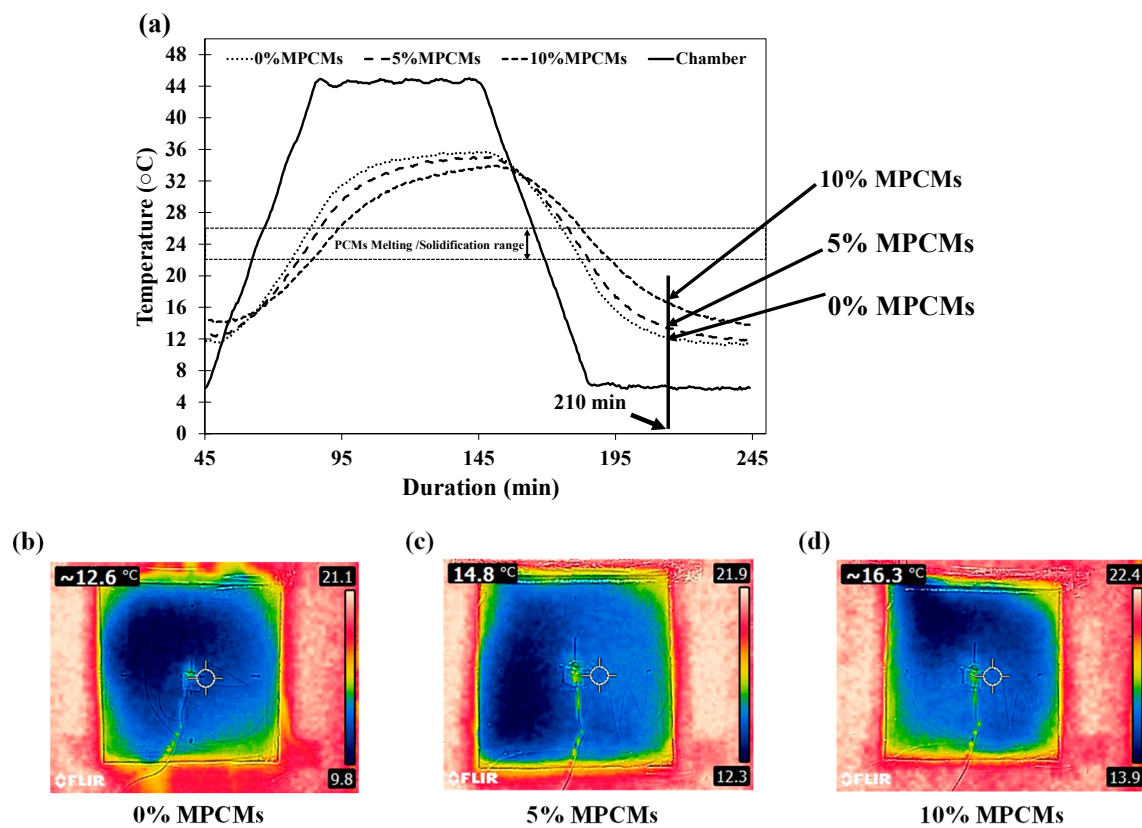 (a)
48
44
40
36
32
28
24
20
16
12
8
4
0
Temperature (○C)
0%MPCMs 5%MPCMs 10%MPCMs Chamber
PCMs Melting /Solidification range
10% MPCMs
5% MPCMs
0% MPCMs
210 min
45 95 145 195 245
Duration (min)
(b) (c) (d)
~12.6 °C 21.1
9.8
◇FLIR
14.8 °C 21.9
12.3
◇FLIR
~16.3 °C 22.4
13.9
◇FLIR
0% MPCMs 5% MPCMs 10% MPCMs